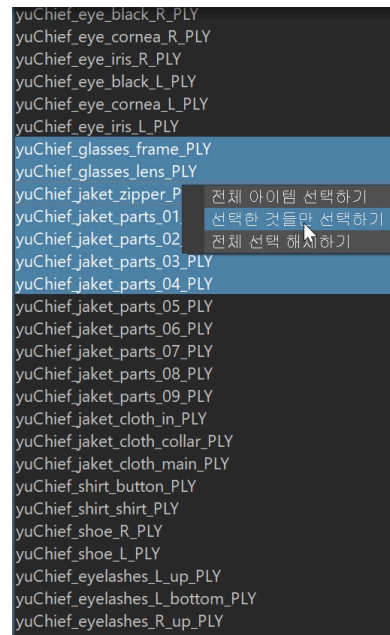 yuChief_eye_black_R_PLY
yuChief_eye_cornea_R_PLY
yuChief_eye_iris_R_PLY
yuChief_eye_black_L_PLY
yuChief_eye_cornea_L_PLY
yuChief_eye_iris_L_PLY
yuChief_glasses_frame_PLY
yuChief_glasses_lens_PLY
yuChief_jaket_zipper_P
전체 아이템 선택하기
yuChief_jaket_parts_01
선택한 것들만 선택하기
yuChief_jaket_parts_02
전체 선택 해제하기
yuChief_jaket_parts_03_PLY
yuChief_jaket_parts_04_PLY
yuChief_jaket_parts_05_PLY
yuChief_jaket_parts_06_PLY
yuChief_jaket_parts_07_PLY
yuChief_jaket_parts_08_PLY
yuChief_jaket_parts_09_PLY
yuChief_jaket_cloth_in_PLY
yuChief_jaket_cloth_collar_PLY
yuChief_jaket_cloth_main_PLY
yuChief_shirt_button_PLY
yuChief_shirt_shirt_PLY
yuChief_shoe_R_PLY
yuChief_shoe_L_PLY
yuChief_eyelashes_L_up_PLY
yuChief_eyelashes_L_bottom_PLY
yuChief_eyelashes_R_up_PLY